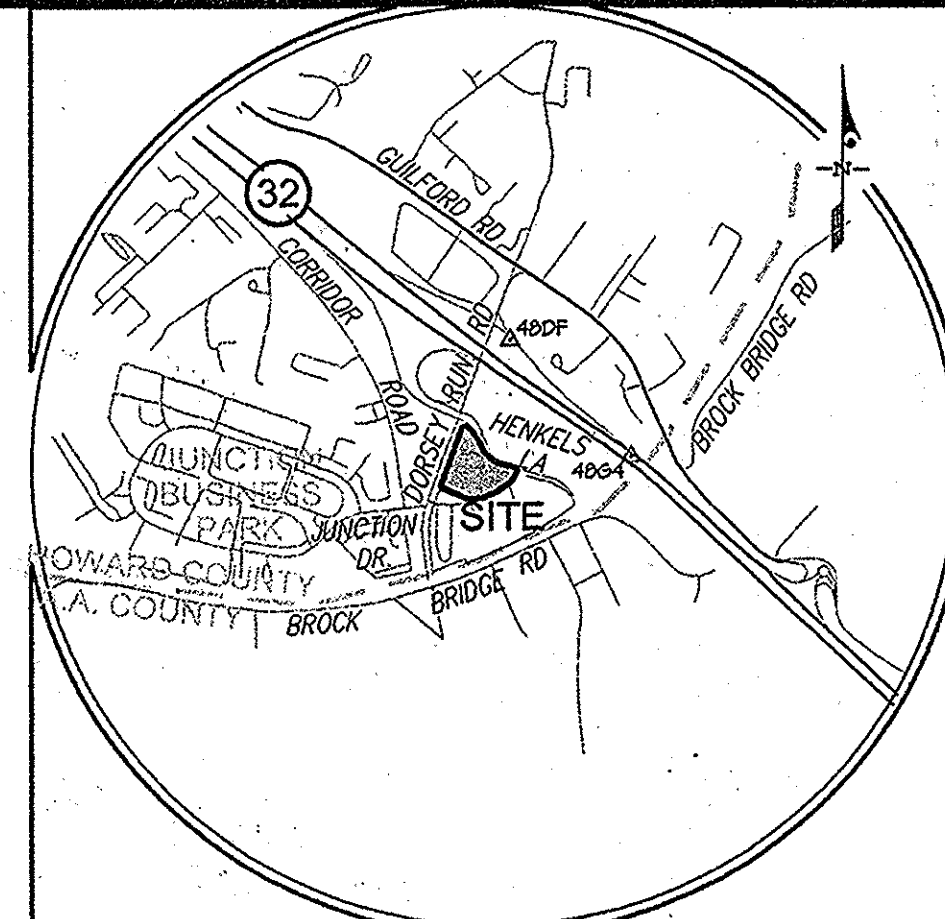 32
GUILFORD RD
CORRIDOR
ROAD
48DF
DORSEY RUN RD
BROCK BRIDGE RD
HENKELS
LA
48G4
JUNCTION
BUSINESS
PARK
JUNCTION
DR.
SITE
HOWARD COUNTY
A.A. COUNTY
BROCK BRIDGE RD
N